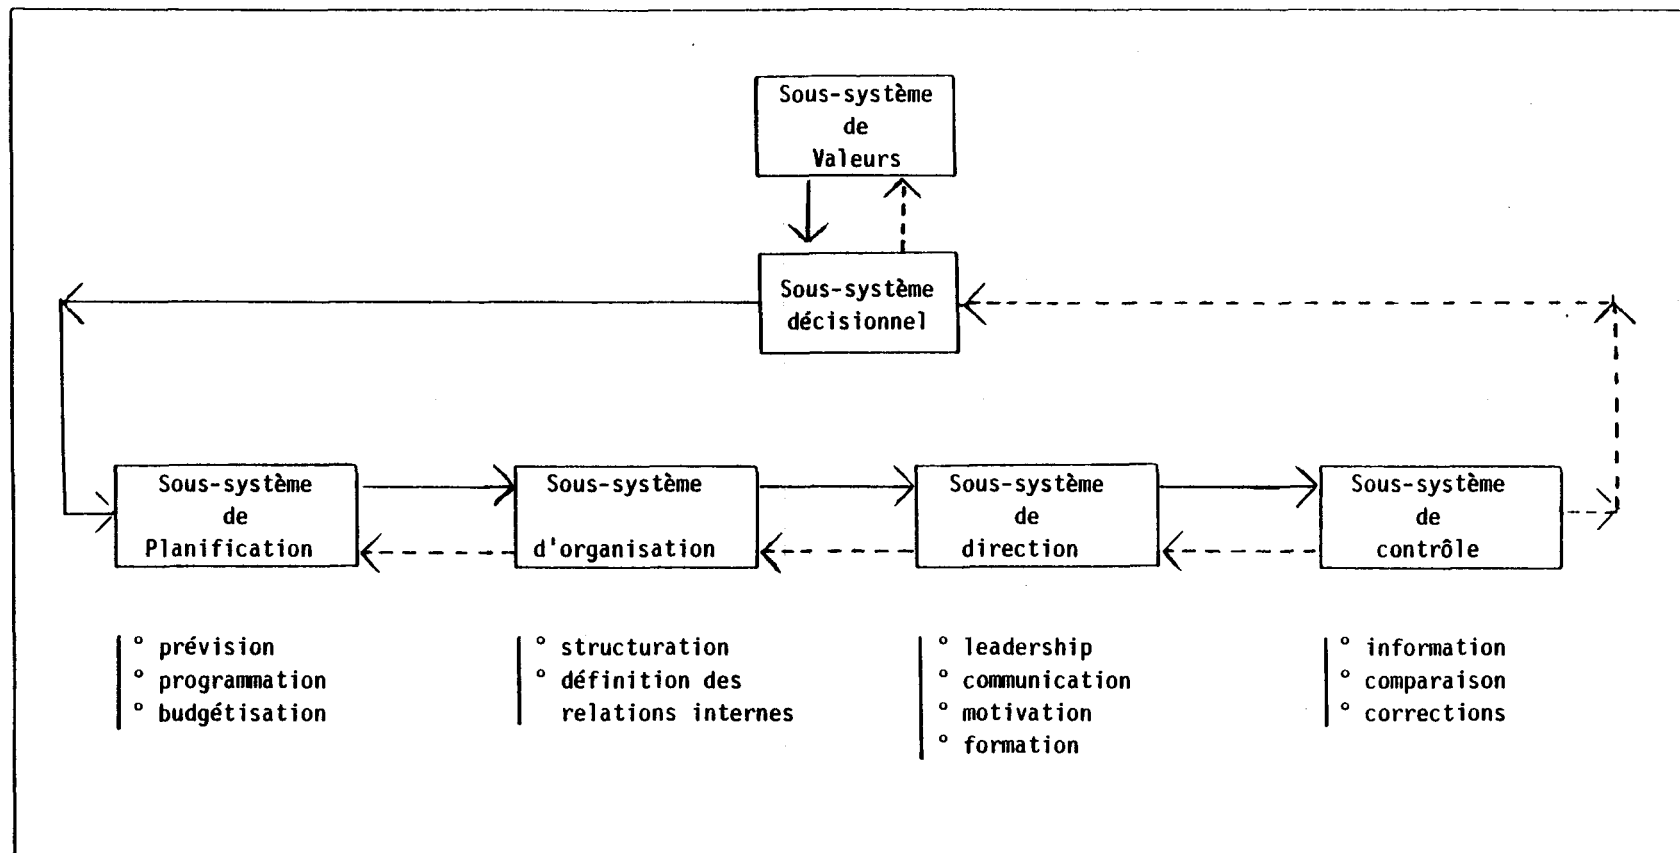 Sous-système
de
Valeurs
Sous-système
décisionnel
Sous-système
de
Planification
Sous-système
d'organisation
Sous-système
de
direction
Sous-système
de
contrôle
° prévision
° programmation
° budgétisation
° structuration
° définition des
relations internes
° leadership
° communication
° motivation
° formation
° information
° comparaison
° corrections